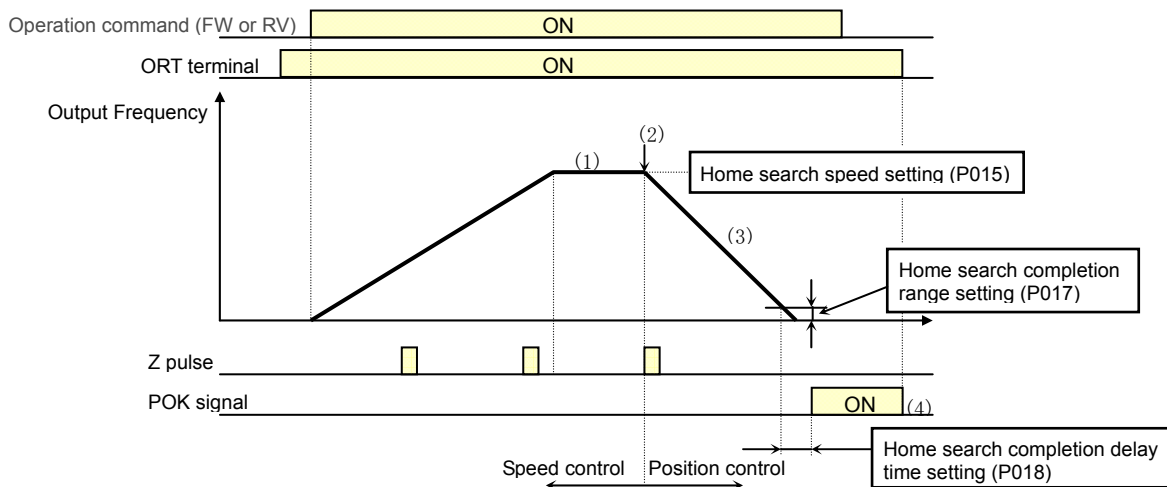 Operation command (FW or RV)
ON
ORT terminal
ON
Output Frequency
(2)
(1)
Home search speed setting (P015)
(3)
Home search completion
range setting (P017)
Z pulse
POK signal
ON
(4)
Home search completion delay
time setting (P018)
Speed control
Position control